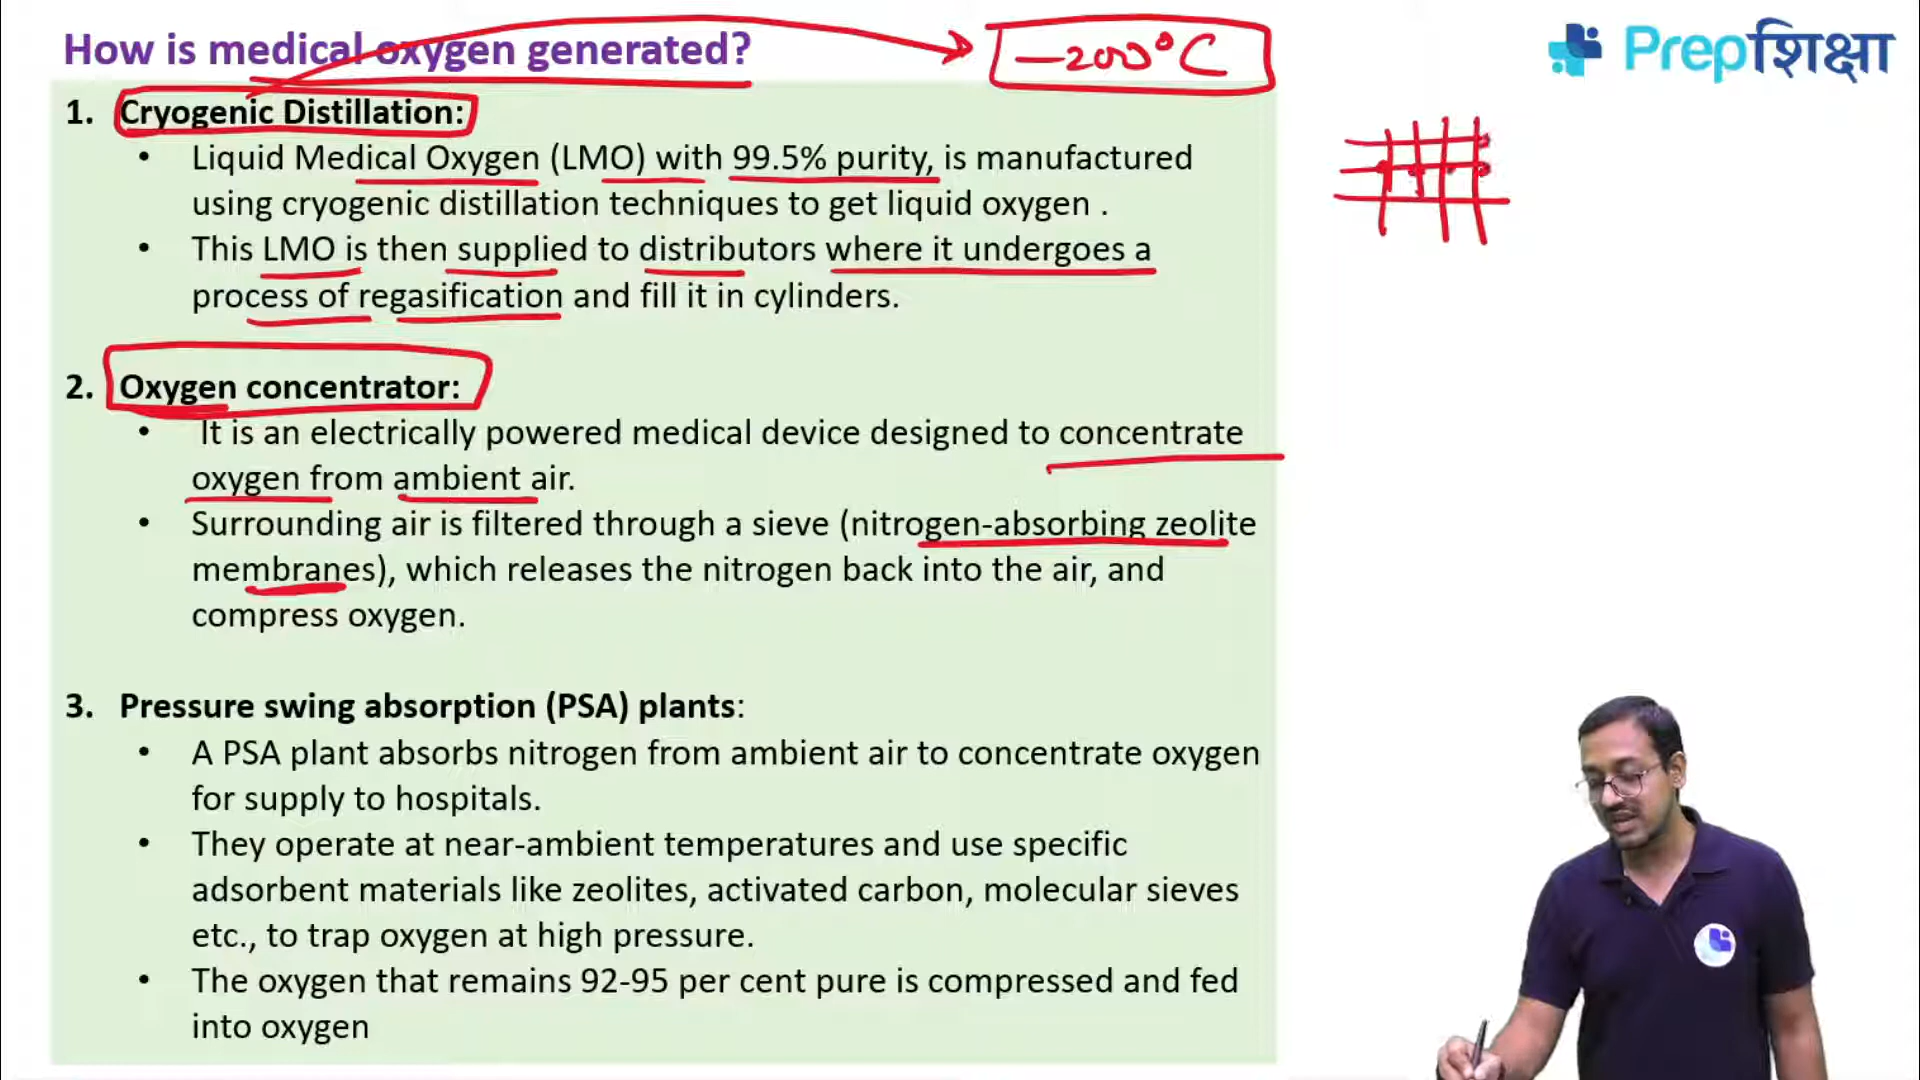 How is medical oxygen generated?
−200°C
Prepशिक्षा
1. Cryogenic Distillation:
• Liquid Medical Oxygen (LMO) with 99.5% purity, is manufactured
using cryogenic distillation techniques to get liquid oxygen .
• This LMO is then supplied to distributors where it undergoes a
process of regasification and fill it in cylinders.
2. Oxygen concentrator:
• It is an electrically powered medical device designed to concentrate
oxygen from ambient air.
• Surrounding air is filtered through a sieve (nitrogen-absorbing zeolite
membranes), which releases the nitrogen back into the air, and
compress oxygen.
3. Pressure swing absorption (PSA) plants:
• A PSA plant absorbs nitrogen from ambient air to concentrate oxygen
for supply to hospitals.
• They operate at near-ambient temperatures and use specific
adsorbent materials like zeolites, activated carbon, molecular sieves
etc., to trap oxygen at high pressure.
• The oxygen that remains 92-95 per cent pure is compressed and fed
into oxygen